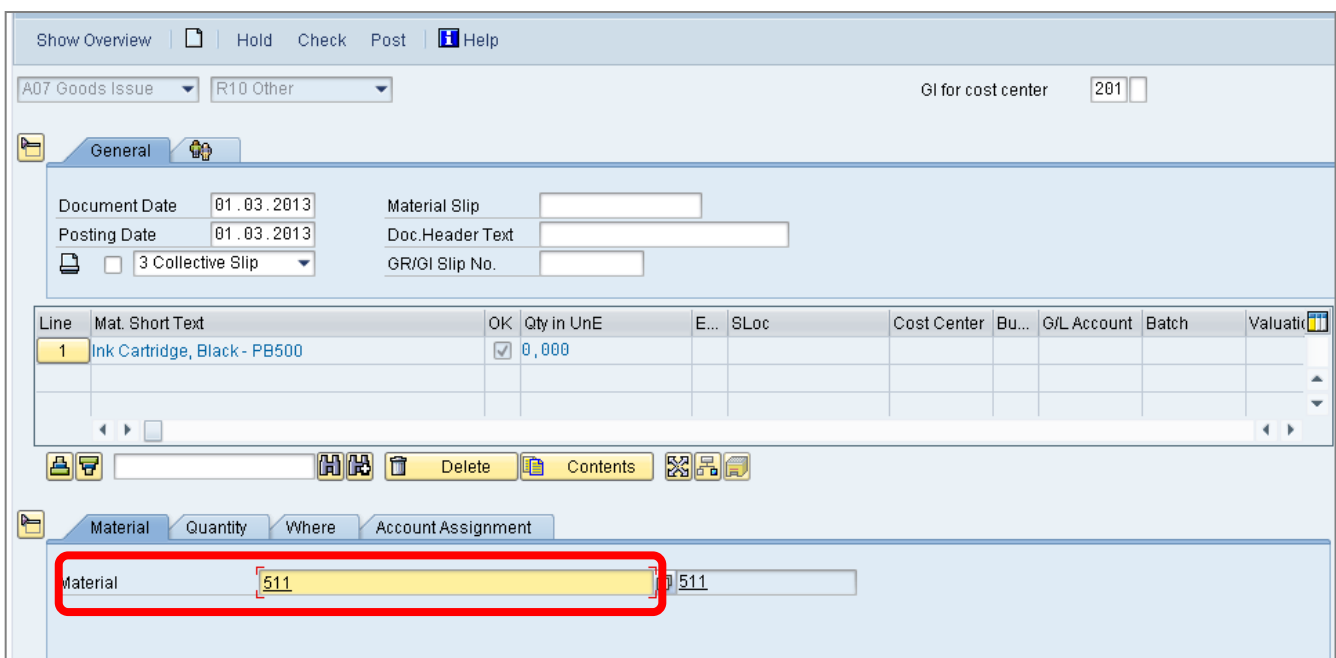 Show Overview Hold Check Post Help
A07 Goods Issue R10 Other GI for cost center 201
General
Document Date 01.03.2013 Material Slip
Posting Date 01.03.2013 Doc.Header Text
3 Collective Slip GR/GI Slip No.
Line Mat. Short Text OK Qty in UnE E... SLoc Cost Center Bu... G/L Account Batch Valuatio
1 Ink Cartridge, Black - PB500 0,000
Delete Contents
Material Quantity Where Account Assignment
Material 511 511